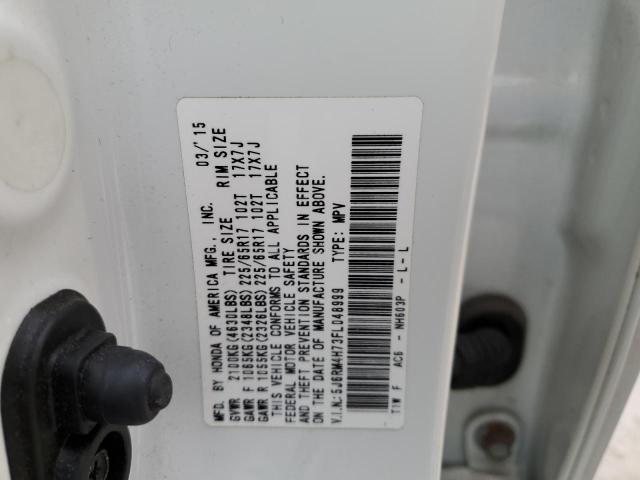 MFD. BY HONDA OF AMERICA MFG., INC. 03/'15
GVWR 2100KG(4630LBS) TIRE SIZE RIM SIZE
GAWR F 1065KG(2348LBS) 225/65R17 102T 17X7J
GAWR R 1055KG(2326LBS) 225/65R17 102T 17X7J
THIS VEHICLE CONFORMS TO ALL APPLICABLE
FEDERAL MOTOR VEHICLE SAFETY
AND THEFT PREVENTION STANDARDS IN EFFECT
ON THE DATE OF MANUFACTURE SHOWN ABOVE.
V.I.N.: 5J6RM4H73FL048999 TYPE: MPV
TIW F AC6 - NH603P - L - L